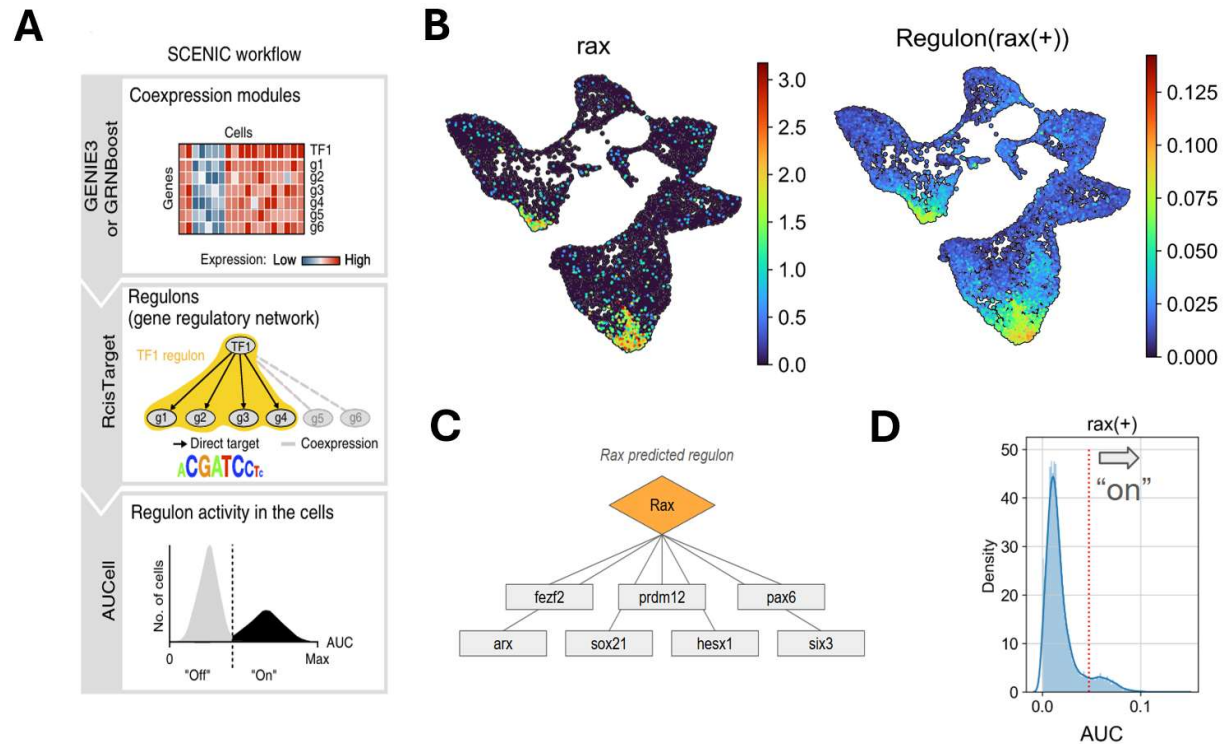 A
SCENIC workflow
GENIE3
or GRNBoost
Coexpression modules
Cells
Genes
TF1
g1
g2
g3
g4
g5
g6
Expression: Low High
RcisTarget
Regulons
(gene regulatory network)
TF1 regulon
TF1
g1 g2 g3 g4 g5 g6
Direct target Coexpression
ACGATCCTC
AUCell
Regulon activity in the cells
No. of cells
AUC
0 Max
"Off" "On"
B
rax
3.0
2.5
2.0
1.5
1.0
0.5
0.0
Regulon(rax(+))
0.125
0.100
0.075
0.050
0.025
0.000
C
Rax predicted regulon
Rax
fezf2 prdm12 pax6
arx sox21 hesx1 six3
D
rax(+)
“on”
Density
50
40
30
20
10
0
0.0 0.1
AUC